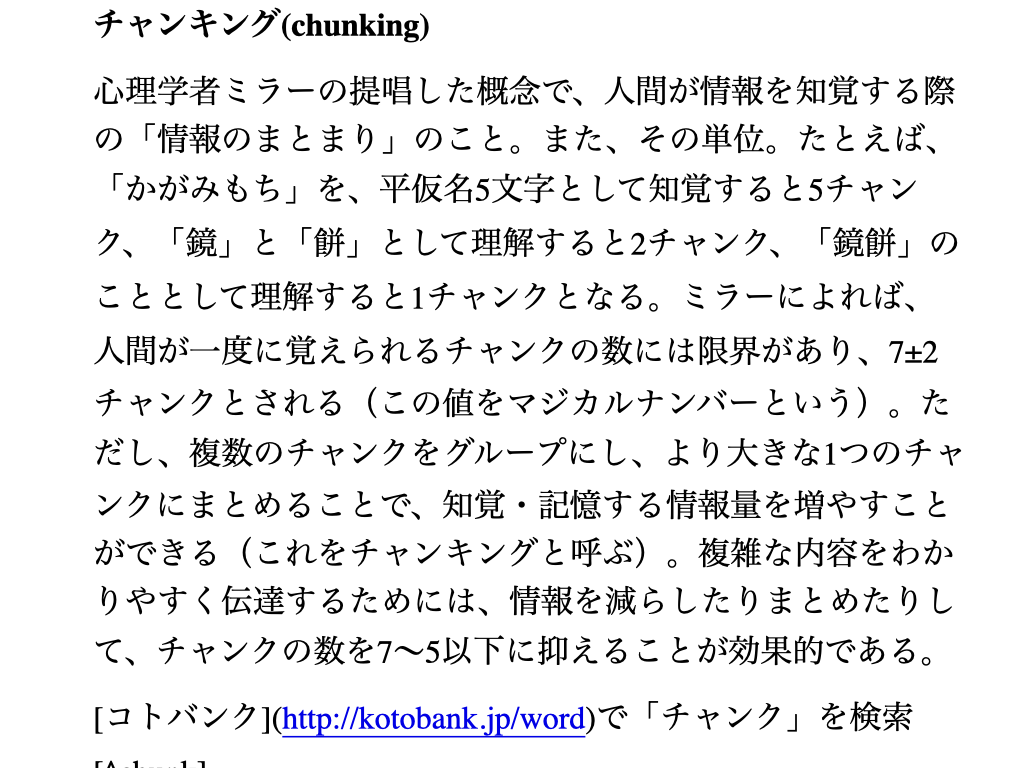 チャンキング(chunking)
心理学者ミラーの提唱した概念で、人間が情報を知覚する際
の「情報のまとまり」のこと。また、その単位。たとえば、
「かがみもち」を、平仮名5文字として知覚すると5チャン
ク、「鏡」と「餅」として理解すると2チャンク、「鏡餅」の
こととして理解すると1チャンクとなる。ミラーによれば、
人間が一度に覚えられるチャンクの数には限界があり、7±2
チャンクとされる（この値をマジカルナンバーという）。た
だし、複数のチャンクをグループにし、より大きな1つのチャ
ンクにまとめることで、知覚・記憶する情報量を増やすこと
ができる（これをチャンキングと呼ぶ）。複雑な内容をわか
りやすく伝達するためには、情報を減らしたりまとめたりし
て、チャンクの数を7〜5以下に抑えることが効果的である。
[コトバンク](http://kotobank.jp/word)で「チャンク」を検索